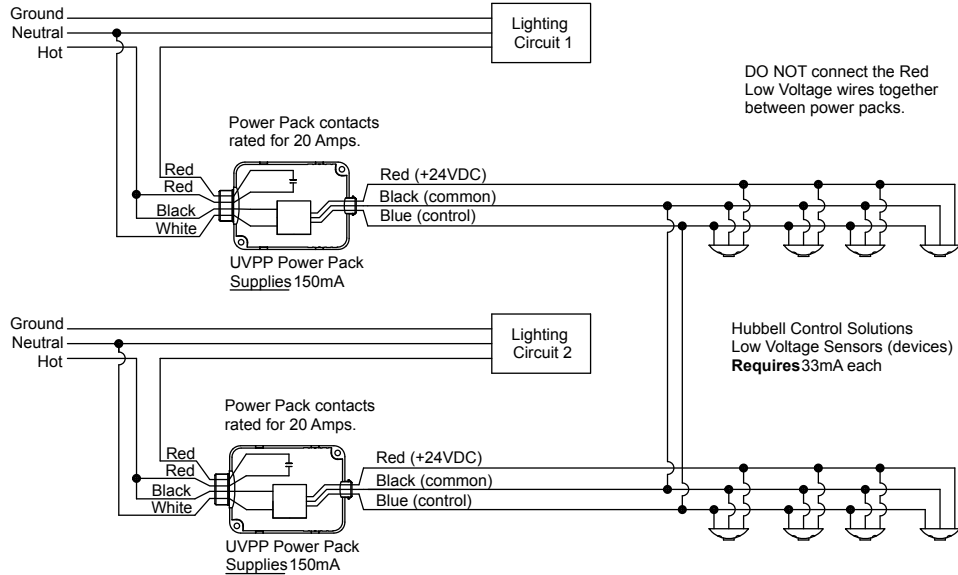 Ground
Neutral
Hot
Lighting
Circuit 1
DO NOT connect the Red
Low Voltage wires together
between power packs.
Power Pack contacts
rated for 20 Amps.
Red
Red
Black
White
Red (+24VDC)
Black (common)
Blue (control)
UVPP Power Pack
Supplies 150mA
Ground
Neutral
Hot
Lighting
Circuit 2
Hubbell Control Solutions
Low Voltage Sensors (devices)
Requires 33mA each
Power Pack contacts
rated for 20 Amps.
Red
Red
Black
White
Red (+24VDC)
Black (common)
Blue (control)
UVPP Power Pack
Supplies 150mA